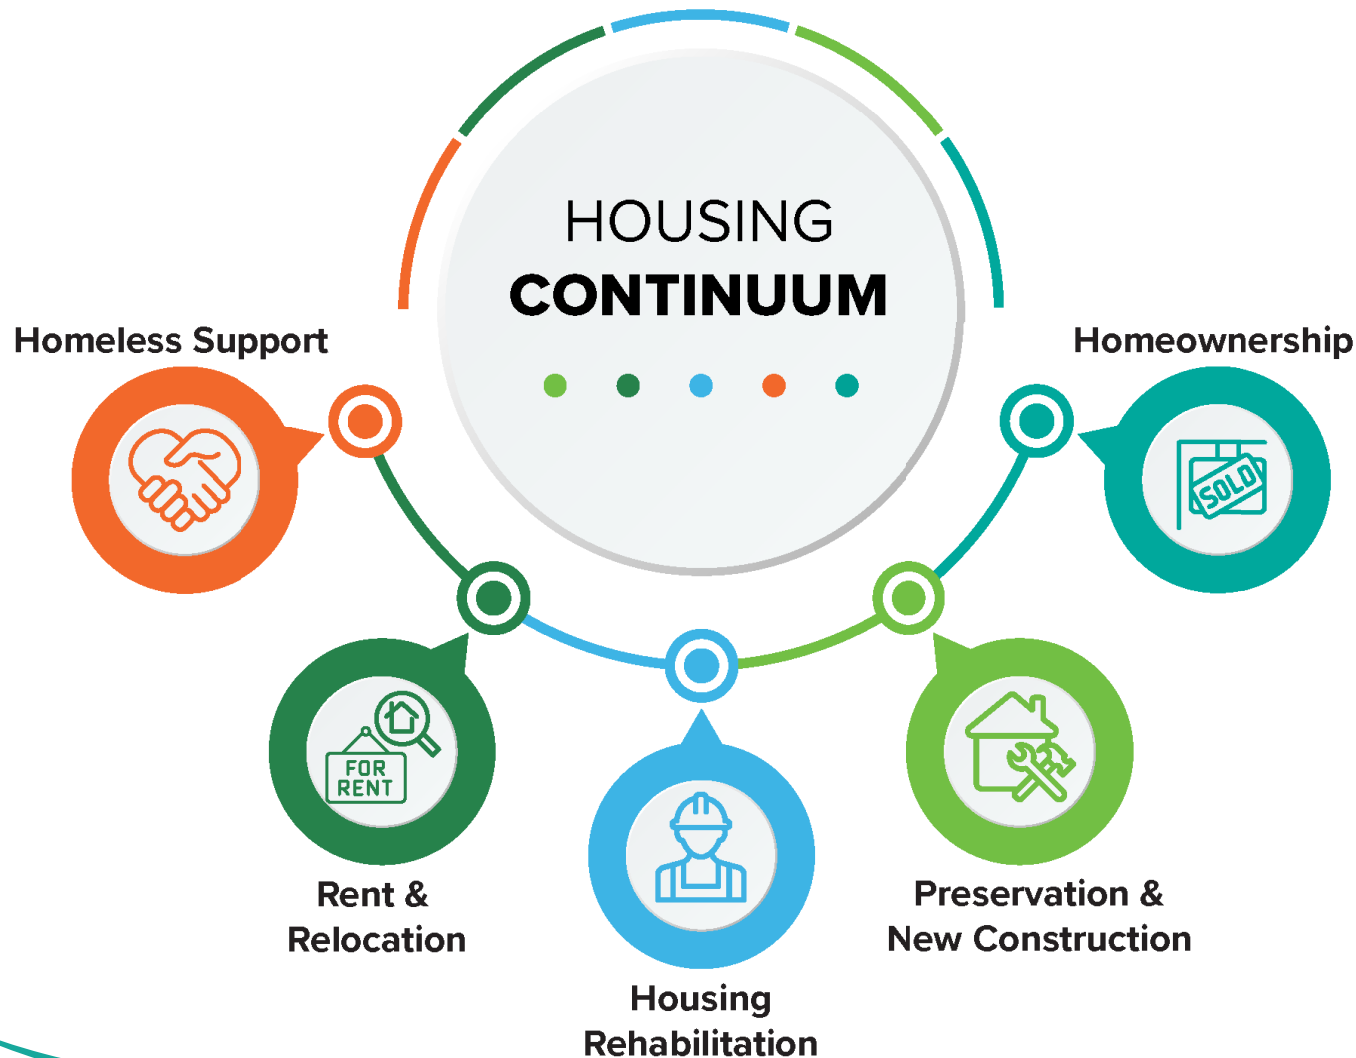 HOUSING
CONTINUUM
Homeless Support
Homeownership
SOLD
FOR
RENT
Rent &
Relocation
Preservation &
New Construction
Housing
Rehabilitation